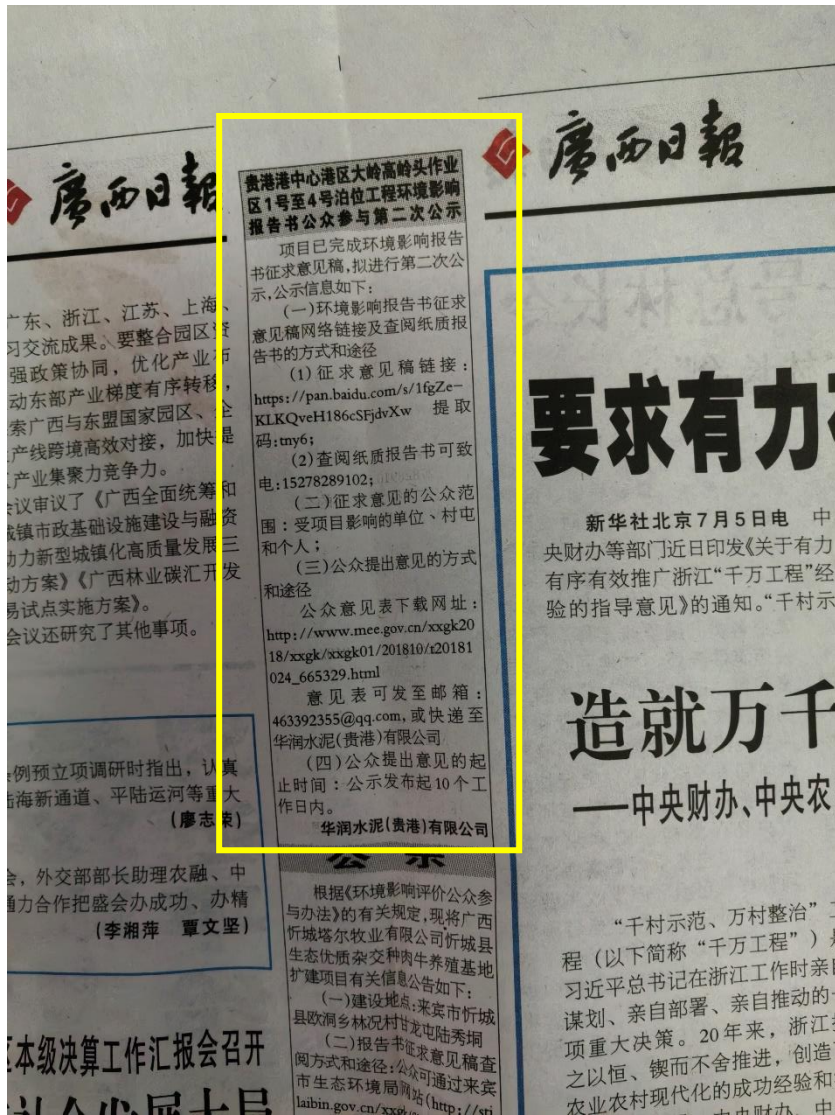 廣西日報
广东、浙江、江苏、上海、
习交流成果。要整合园区资
强政策协同，优化产业布
动东部产业梯度有序转移，
索广西与东盟国家园区、全
产线跨境高效对接，加快提
产业集聚力竞争力。
会议审议了《广西全面统筹和
城镇市政基础设施建设与融资
助力新型城镇化高质量发展三
动方案》《广西林业碳汇开发
易试点实施方案》。
会议还研究了其他事项。
条例预立项调研时指出，认真
陆海新通道、平陆运河等重大
(廖志荣)
会，外交部部长助理农融、中
通力合作把盛会办成功、办精
(李湘萍 覃文坚)
区本级决算工作汇报会召开
贵港港中心港区大岭高岭头作业
区1号至4号泊位工程环境影响
报告书公众参与第二次公示
项目已完成环境影响报告
书征求意见稿,拟进行第二次公
示,公示信息如下:
(一)环境影响报告书征求
意见稿网络链接及查阅纸质报
告书的方式和途径
(1)征求意见稿链接:
https://pan.baidu.com/s/1fgZe-
KLKQveH186cSFjdvXw 提取
码:tny6;
(2)查阅纸质报告书可致
电:15278289102;
(二)征求意见的公众范
围:受项目影响的单位、村屯
和个人;
(三)公众提出意见的方式
和途径
公众意见表下载网址:
http://www.mee.gov.cn/xxgk20
18/xxgk/xxgk01/201810/t20181
024_665329.html
意见表可发至邮箱:
463392355@qq.com,或快递至
华润水泥(贵港)有限公司
(四)公众提出意见的起
止时间:公示发布起10个工
作日内。
华润水泥(贵港)有限公司
公示
根据《环境影响评价公众参
与办法》的有关规定,现将广西
忻城塔尔牧业有限公司忻城县
生态优质杂交种肉牛养殖基地
扩建项目有关信息公告如下:
(一)建设地点:来宾市忻城
县欧洞乡林况村甘龙屯陆秀垌
(二)报告书征求意见稿查
阅方式和途径:公众可通过来宾
市生态环境局网站(http://stj
laibin.gov.cn/xxgk
廣西日報
要求有力
新华社北京7月5日电 中
央财办等部门近日印发《关于有力
有序有效推广浙江“千万工程”经
验的指导意见》的通知。“千村示
造就万千
——中央财办、中央农
“千村示范、万村整治”工
程（以下简称“千万工程”）是
习近平总书记在浙江工作时亲自
谋划、亲自部署、亲自推动的一
项重大决策。20年来，浙江
之以恒、锲而不舍推进，创造
农业农村现代化的成功经验和